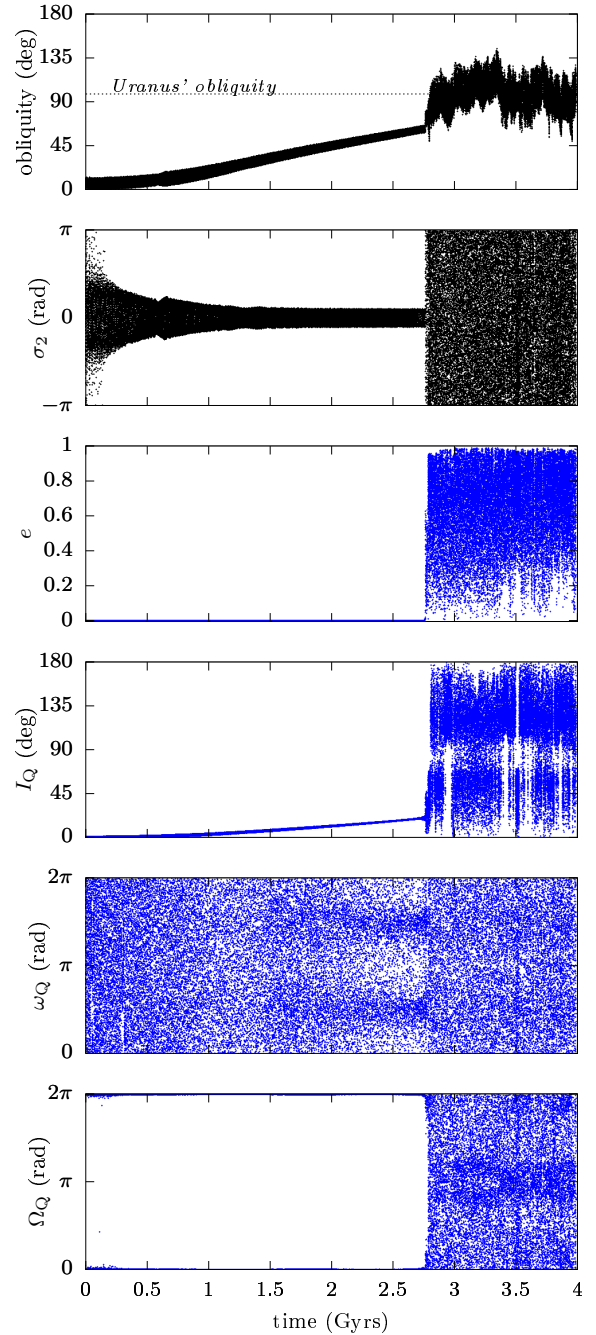 180
135
90
45
0
obliquity (deg)
Uranus' obliquity
π
0
−π
σ2 (rad)
1
0.8
0.6
0.4
0.2
0
e
180
135
90
45
0
IQ (deg)
2π
π
0
ωQ (rad)
2π
π
0
ΩQ (rad)
0 0.5 1 1.5 2 2.5 3 3.5 4
time (Gyrs)